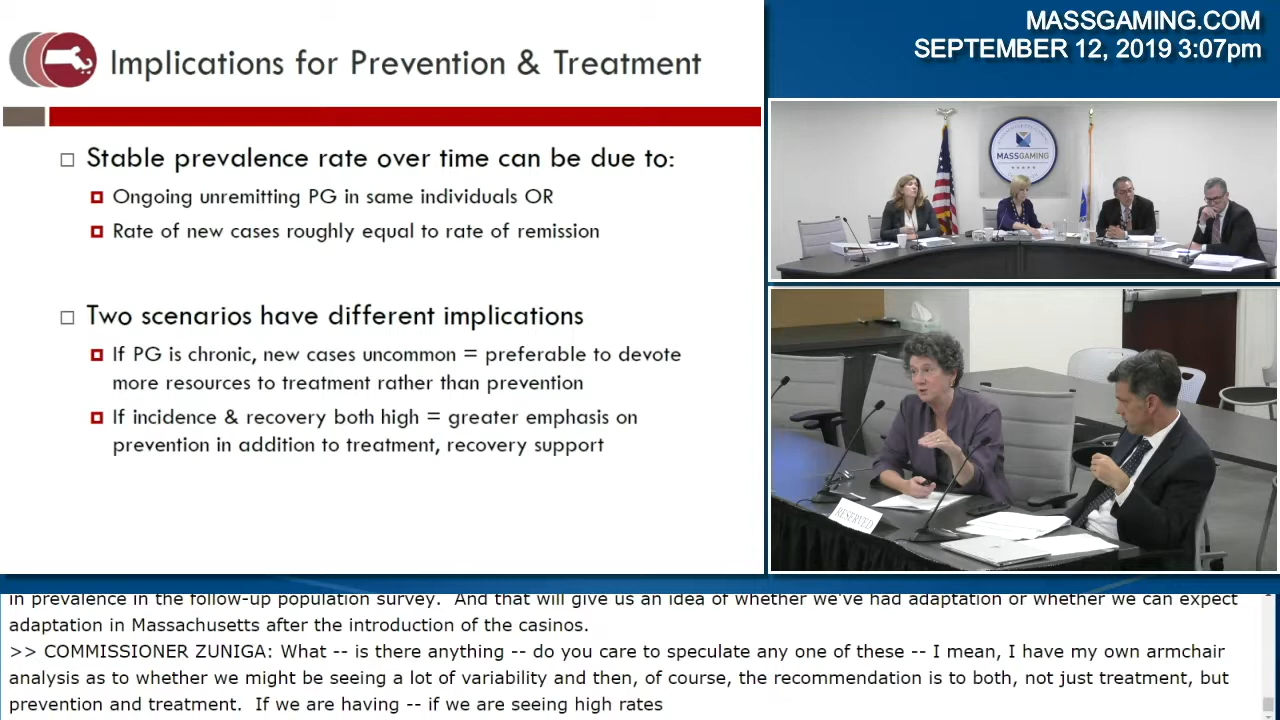 MASSGAMING.COM
SEPTEMBER 12, 2019 3:07pm
Implications for Prevention & Treatment
Stable prevalence rate over time can be due to:
Ongoing unremitting PG in same individuals OR
Rate of new cases roughly equal to rate of remission
Two scenarios have different implications
If PG is chronic, new cases uncommon = preferable to devote
more resources to treatment rather than prevention
If incidence & recovery both high = greater emphasis on
prevention in addition to treatment, recovery support
MASSGAMING
RESERVED
in prevalence in the follow-up population survey.  And that will give us an idea of whether we've had adaptation or whether we can expect
adaptation in Massachusetts after the introduction of the casinos.
>> COMMISSIONER ZUNIGA: What -- is there anything -- do you care to speculate any one of these -- I mean, I have my own armchair
analysis as to whether we might be seeing a lot of variability and then, of course, the recommendation is to both, not just treatment, but
prevention and treatment.  If we are having -- if we are seeing high rates